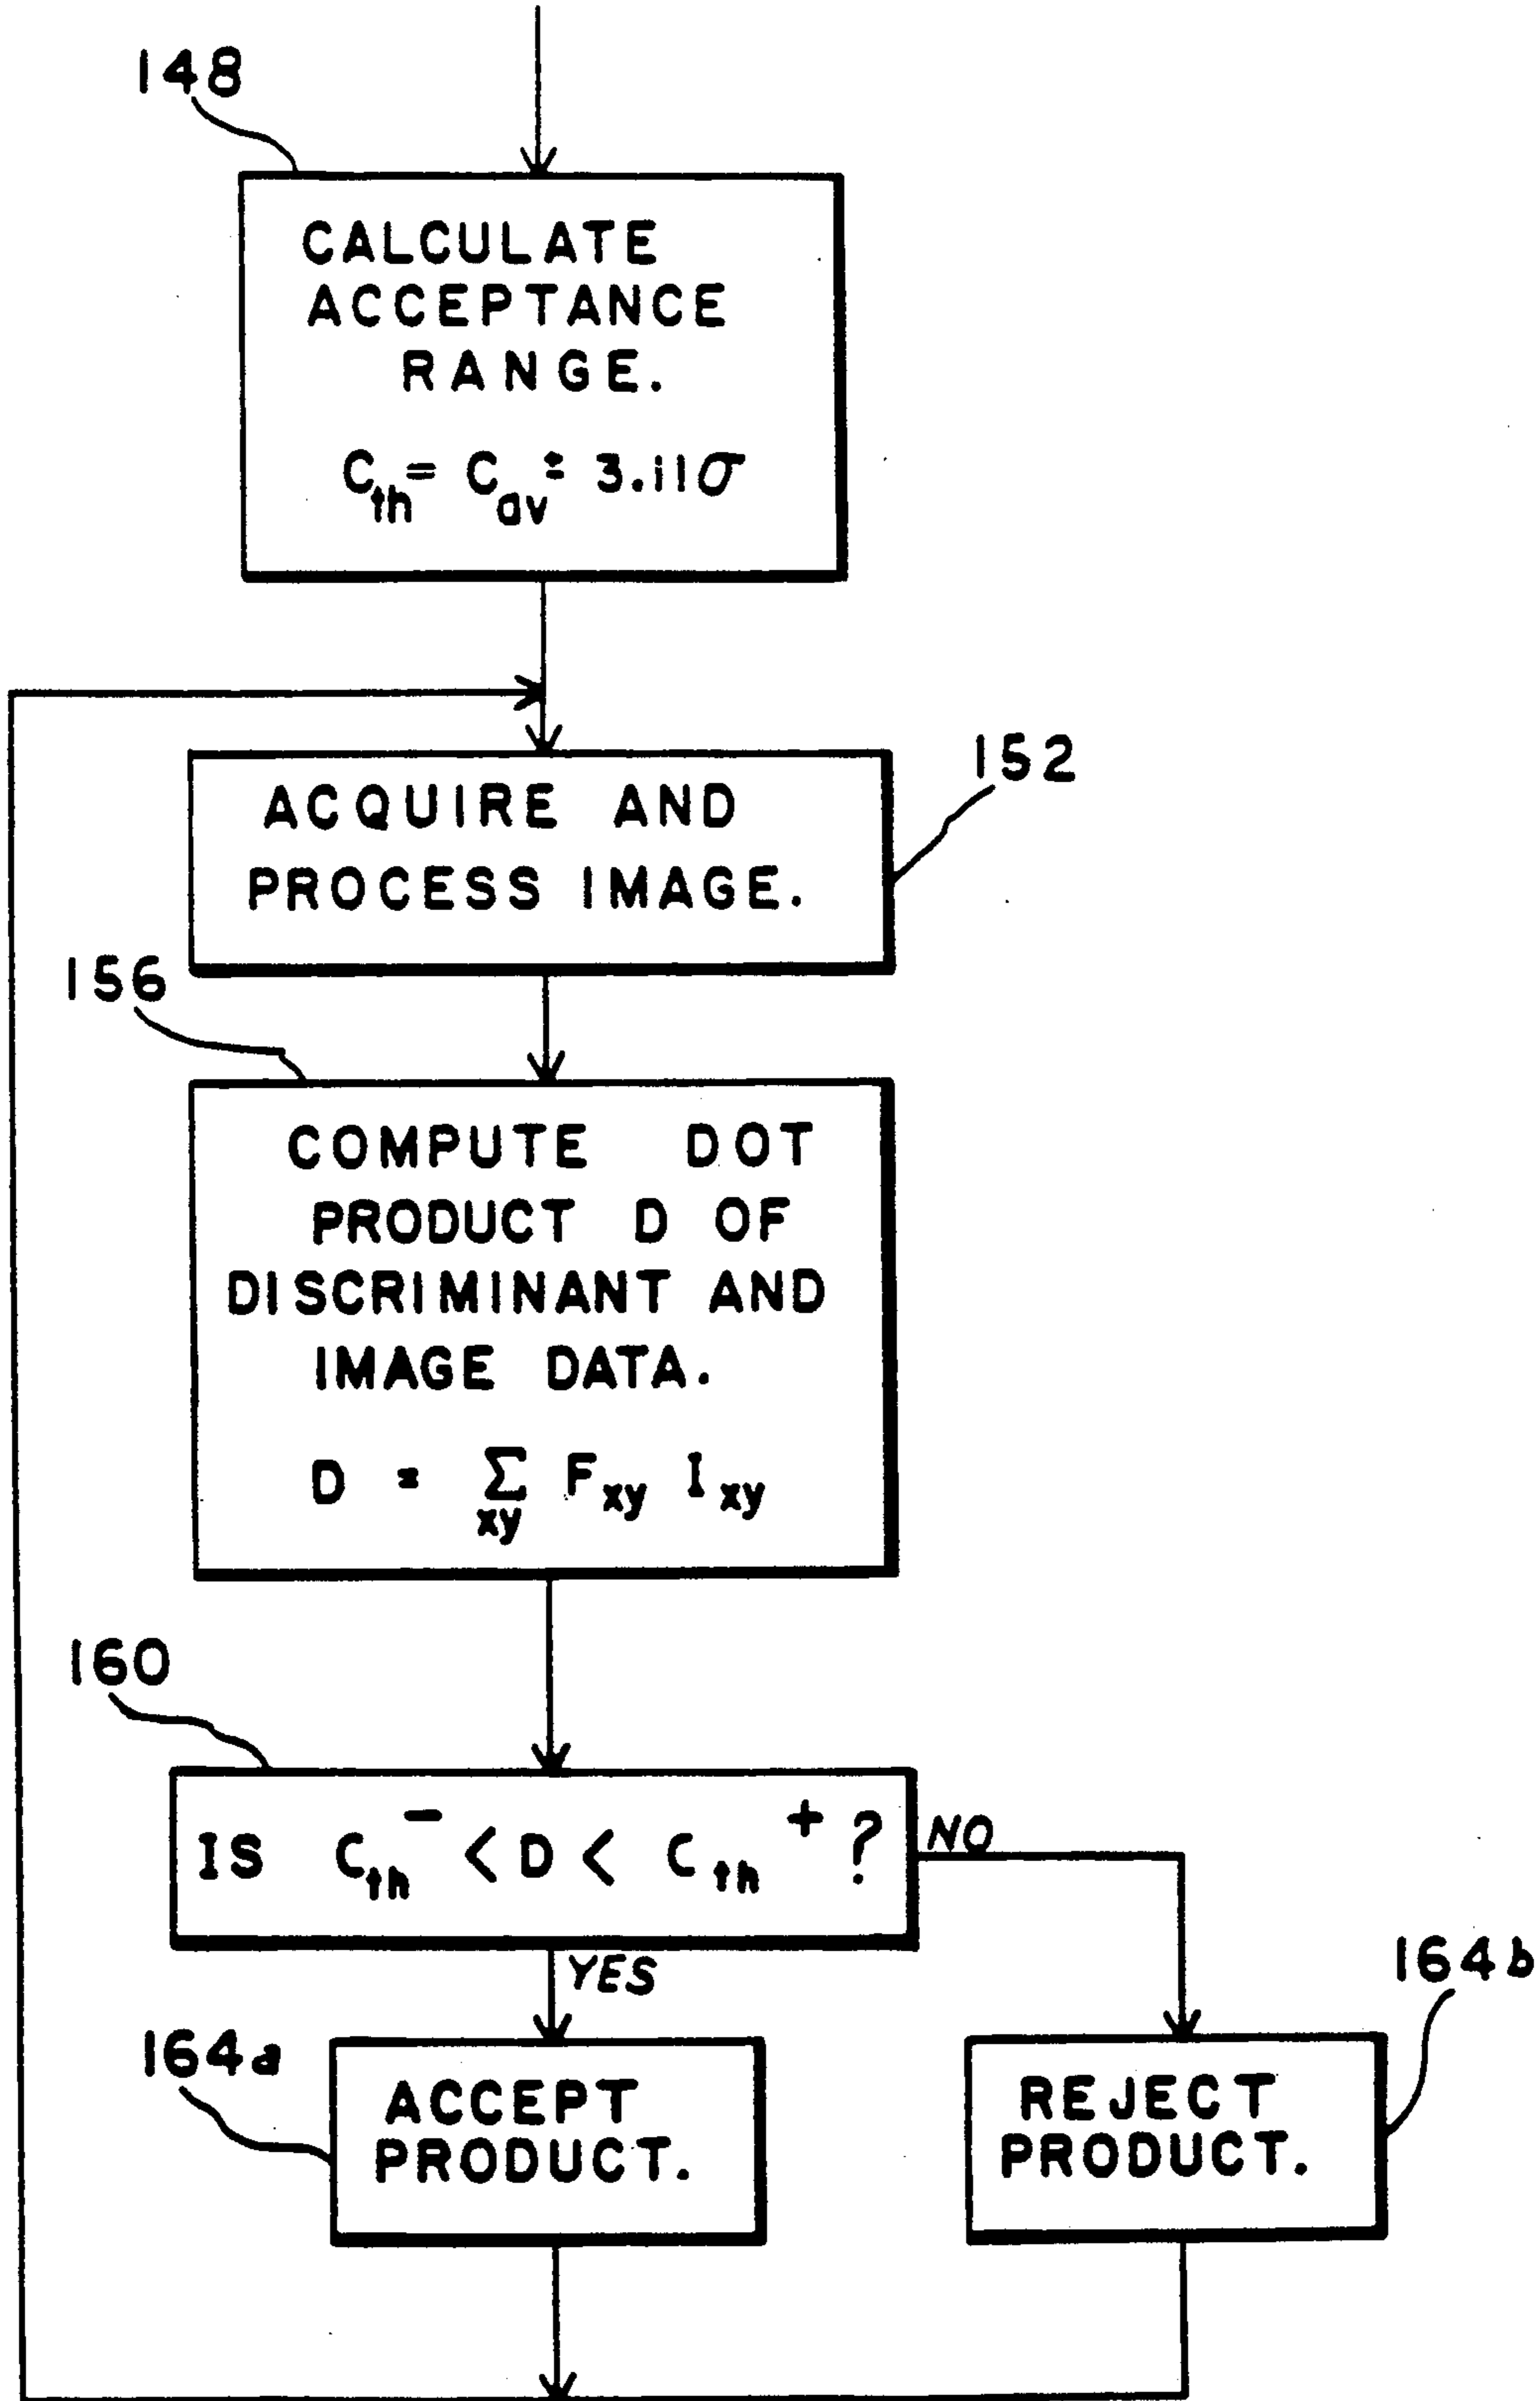 148
CALCULATE
ACCEPTANCE
RANGE.
C_th = C_av ± 3.11σ
152
ACQUIRE AND
PROCESS IMAGE.
156
COMPUTE DOT
PRODUCT D OF
DISCRIMINANT AND
IMAGE DATA.
D = Σ_xy F_xy I_xy
160
IS C_th^- < D < C_th^+ ?
NO
YES
164a
ACCEPT
PRODUCT.
164b
REJECT
PRODUCT.